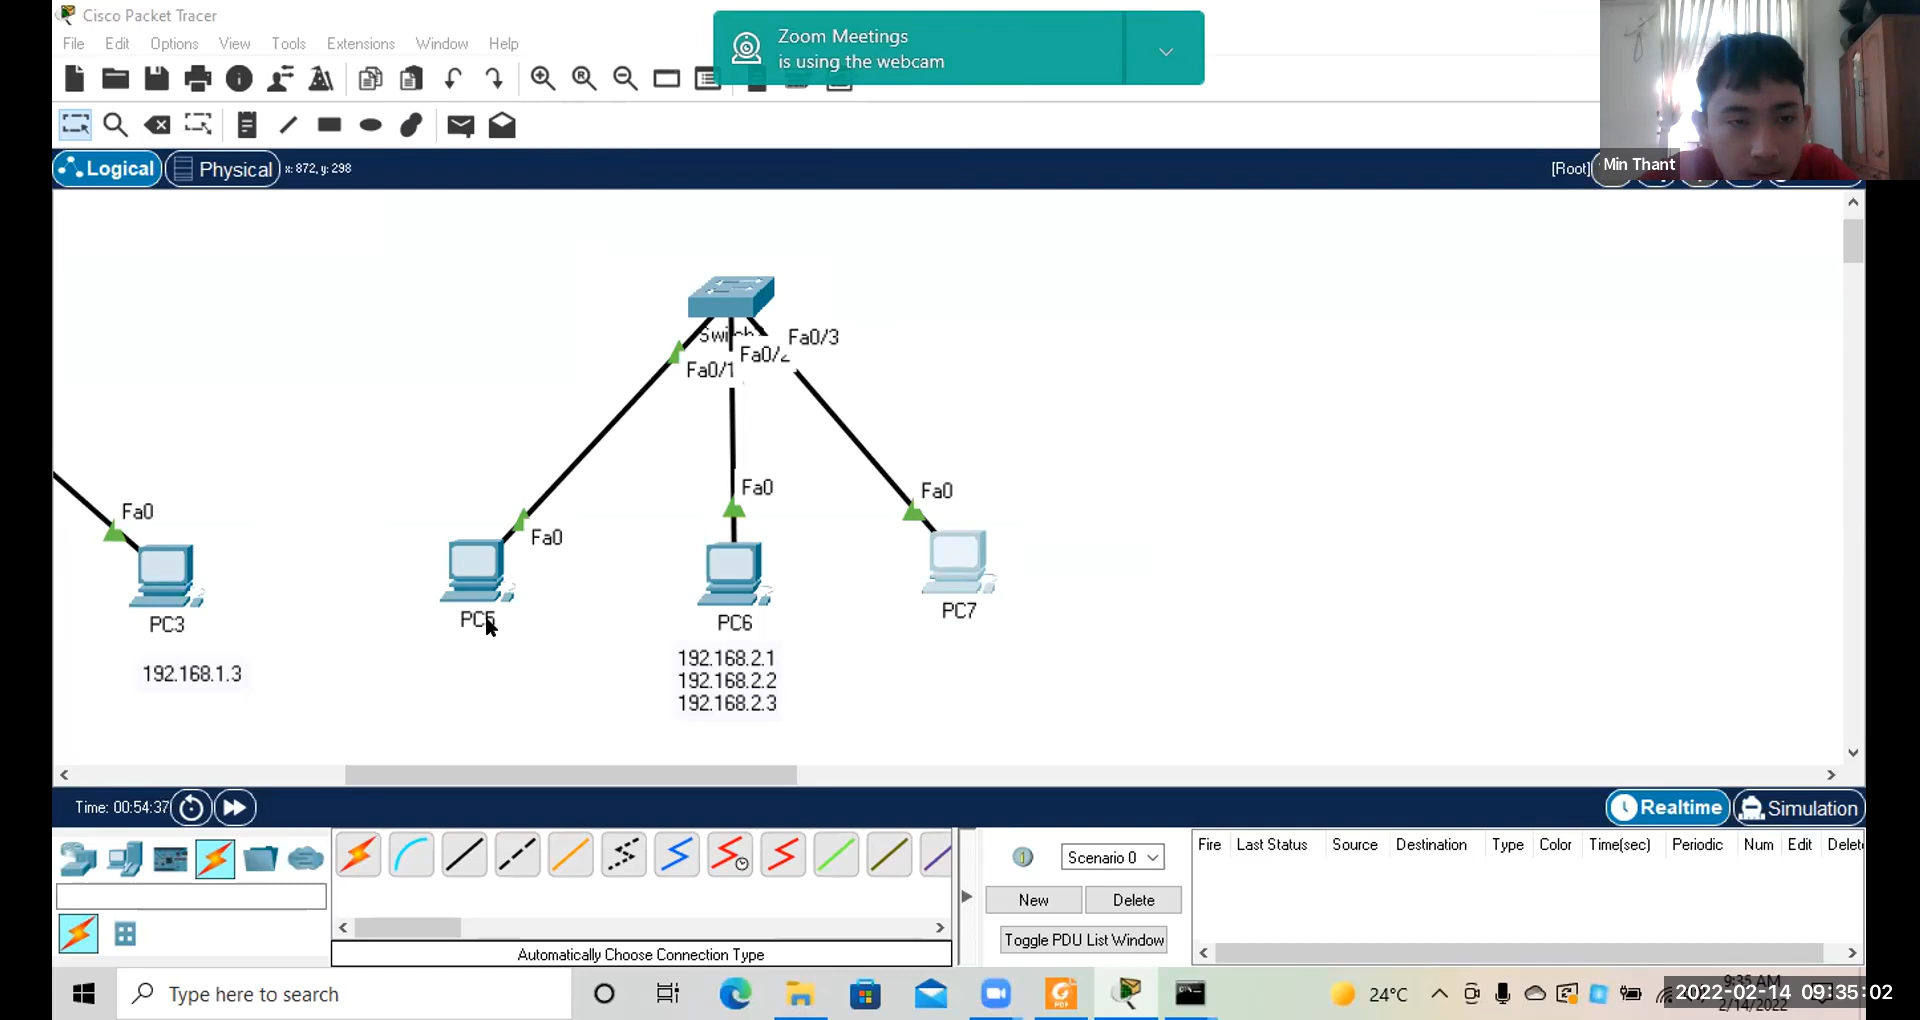 Cisco Packet Tracer
File Edit Options View Tools Extensions Window Help
Zoom Meetings
is using the webcam
Min Thant
Logical Physical x: 872, y: 298 [Root]
Fa0/3
Fa0/2
Fa0/1
Fa0
Fa0
Fa0
Fa0
PC3
PC5
PC6
PC7
192.168.1.3
192.168.2.1
192.168.2.2
192.168.2.3
Time: 00:54:37
Realtime Simulation
Scenario 0
New Delete
Toggle PDU List Window
Fire Last Status Source Destination Type Color Time(sec) Periodic Num Edit
Automatically Choose Connection Type
Type here to search
24°C
2022-02-14 09:35:02